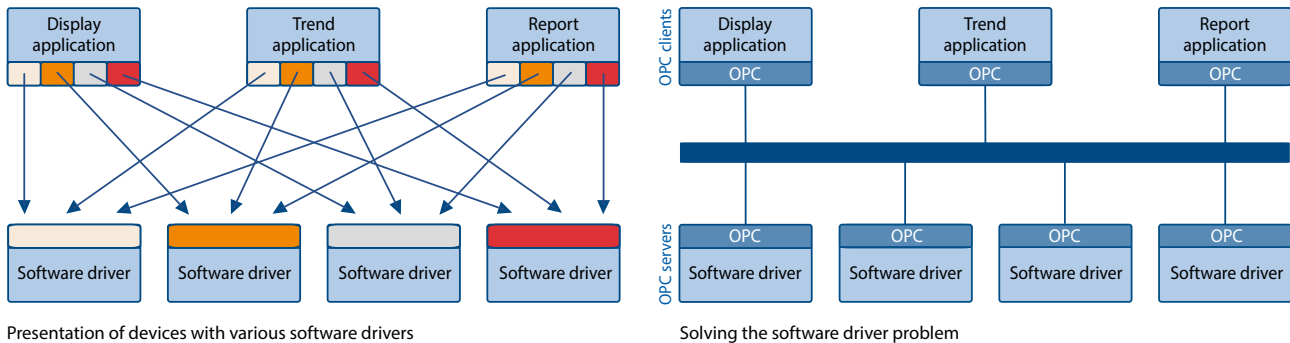 Display
application
Trend
application
Report
application
Software driver
Software driver
Software driver
Software driver
Presentation of devices with various software drivers
OPC clients
Display
application
OPC
Trend
application
OPC
Report
application
OPC
OPC servers
OPC
Software driver
OPC
Software driver
OPC
Software driver
OPC
Software driver
Solving the software driver problem